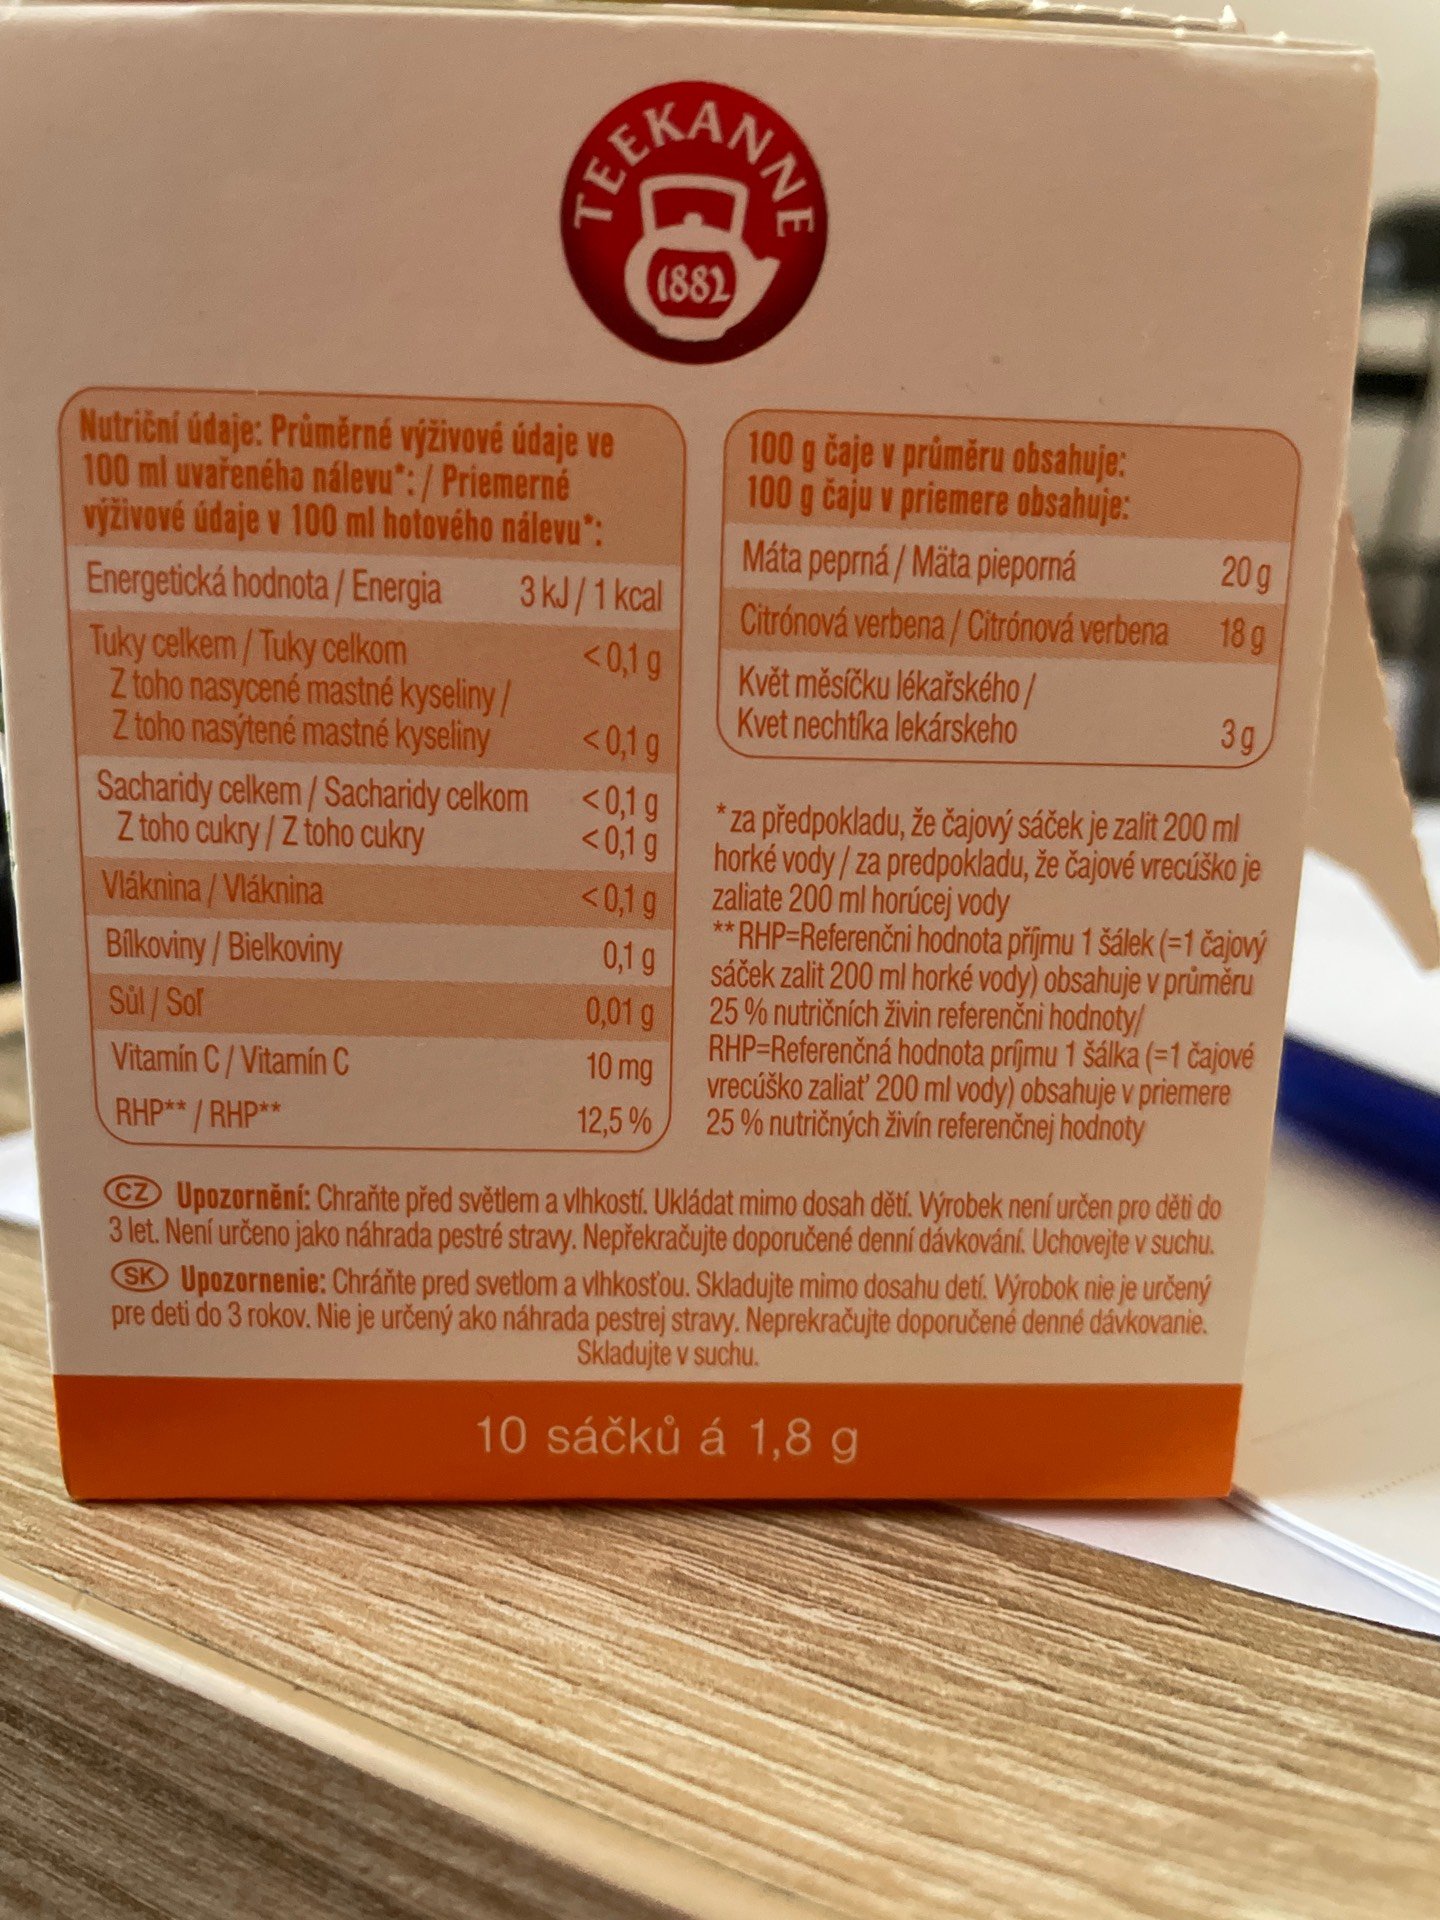 TEEKANNE
1882
Nutriční údaje: Průměrné výživové údaje ve
100 ml uvařeného nálevu*: / Priemerné
výživové údaje v 100 ml hotového nálevu*:
Energetická hodnota / Energia 3 kJ / 1 kcal
Tuky celkem / Tuky celkom <0,1 g
Z toho nasycené mastné kyseliny /
Z toho nasýtené mastné kyseliny <0,1 g
Sacharidy celkem / Sacharidy celkom <0,1 g
Z toho cukry / Z toho cukry <0,1 g
Vláknina / Vláknina <0,1 g
Bílkoviny / Bielkoviny 0,1 g
Sůl / Soľ 0,01 g
Vitamín C / Vitamín C 10 mg
RHP** / RHP** 12,5 %
100 g čaje v průměru obsahuje:
100 g čaju v priemere obsahuje:
Máta peprná / Mäta pieporná 20 g
Citrónová verbena / Citrónová verbena 18 g
Květ měsíčku lékařského /
Kvet nechtíka lekárskeho 3 g
* za předpokladu, že čajový sáček je zalit 200 ml
horké vody / za predpokladu, že čajové vrecúško je
zaliate 200 ml horúcej vody
** RHP=Referenčni hodnota příjmu 1 šálek (=1 čajový
sáček zalit 200 ml horké vody) obsahuje v průměru
25 % nutričních živin referenčni hodnoty/
RHP=Referenčná hodnota príjmu 1 šálka (=1 čajové
vrecúško zaliať 200 ml vody) obsahuje v priemere
25 % nutričných živín referenčnej hodnoty
CZ Upozornění: Chraňte před světlem a vlhkostí. Ukládat mimo dosah dětí. Výrobek není určen pro děti do
3 let. Není určeno jako náhrada pestré stravy. Nepřekračujte doporučené denní dávkování. Uchovejte v suchu.
SK Upozornenie: Chráňte pred svetlom a vlhkosťou. Skladujte mimo dosahu detí. Výrobok nie je určený
pre deti do 3 rokov. Nie je určený ako náhrada pestrej stravy. Neprekračujte doporučené denné dávkovanie.
Skladujte v suchu.
10 sáčků á 1,8 g